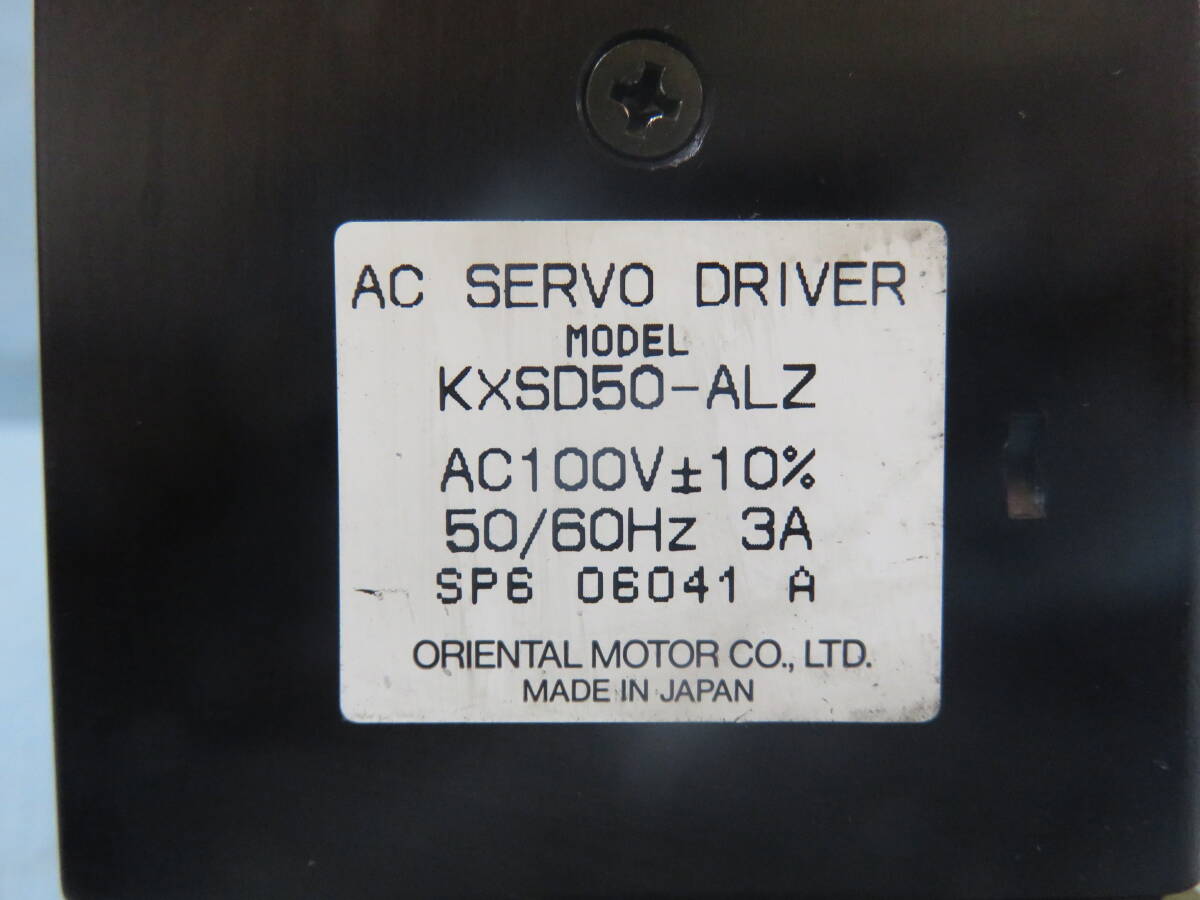 AC SERVO DRIVER
MODEL
KXSD50-ALZ
AC100V±10%
50/60Hz 3A
SP6 06041 A
ORIENTAL MOTOR CO., LTD.
MADE IN JAPAN